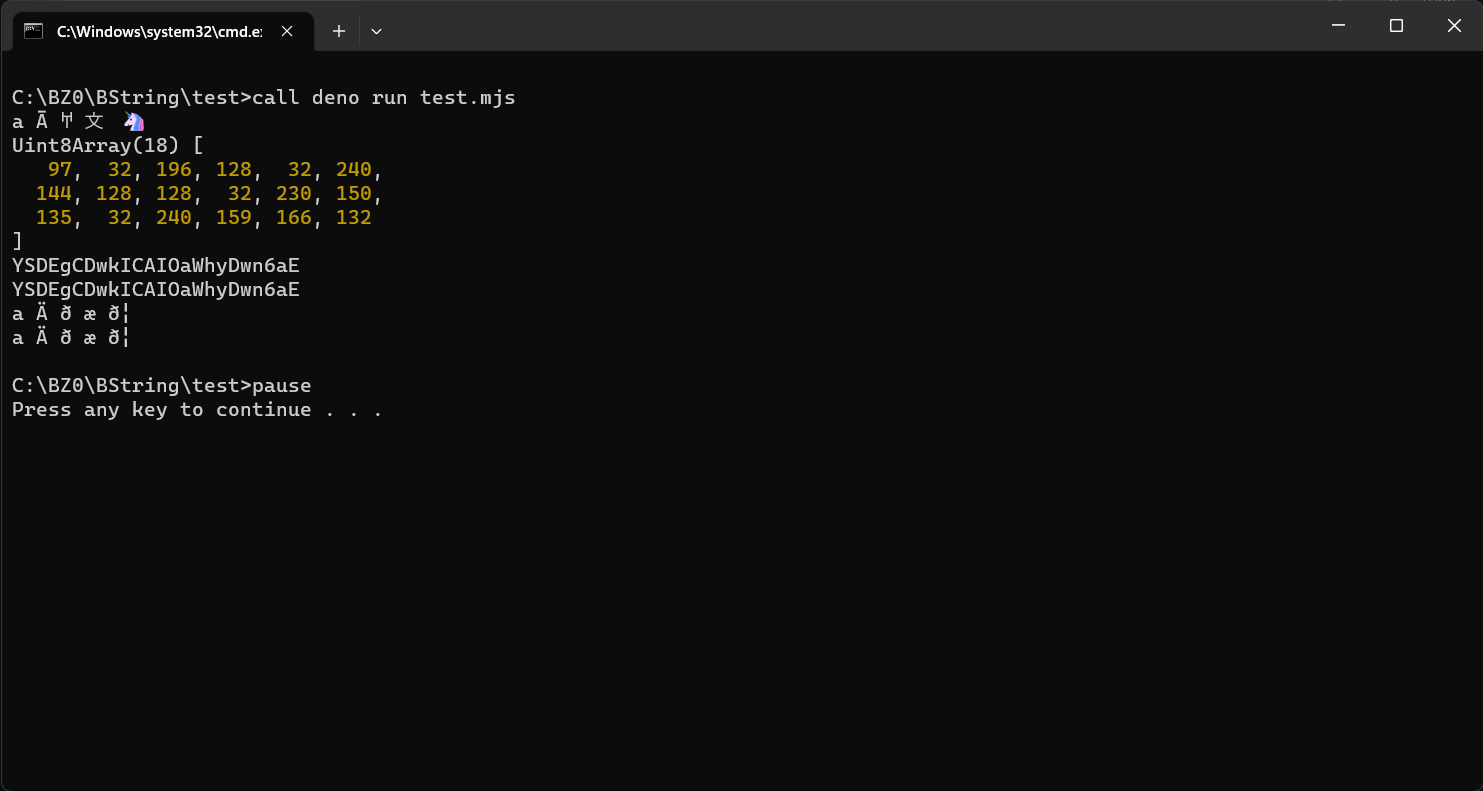 C:\Windows\system32\cmd.ex
C:\BZ0\BString\test>call deno run test.mjs
a Ā 𐀀 文 🦄
Uint8Array(18) [
97, 32, 196, 128, 32, 240,
144, 128, 128, 32, 230, 150,
135, 32, 240, 159, 166, 132
]
YSDEgCDwkICAIOaWhyDwn6aE
YSDEgCDwkICAIOaWhyDwn6aE
a Ä ð æ ð¦
a Ä ð æ ð¦
C:\BZ0\BString\test>pause
Press any key to continue . . .